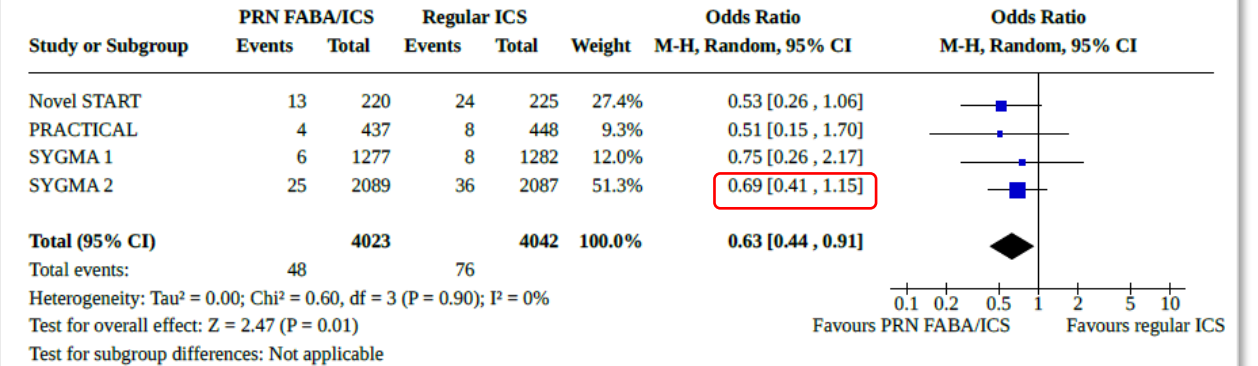 PRN FABA/ICS Regular ICS Odds Ratio Odds Ratio
Study or Subgroup Events Total Events Total Weight M-H, Random, 95% CI M-H, Random, 95% CI
Novel START 13 220 24 225 27.4% 0.53 [0.26 , 1.06]
PRACTICAL 4 437 8 448 9.3% 0.51 [0.15 , 1.70]
SYGMA 1 6 1277 8 1282 12.0% 0.75 [0.26 , 2.17]
SYGMA 2 25 2089 36 2087 51.3% 0.69 [0.41 , 1.15]
Total (95% CI) 4023 4042 100.0% 0.63 [0.44 , 0.91]
Total events: 48 76
Heterogeneity: Tau² = 0.00; Chi² = 0.60, df = 3 (P = 0.90); I² = 0%
0.1 0.2 0.5 1 2 5 10
Test for overall effect: Z = 2.47 (P = 0.01)
Favours PRN FABA/ICS Favours regular ICS
Test for subgroup differences: Not applicable